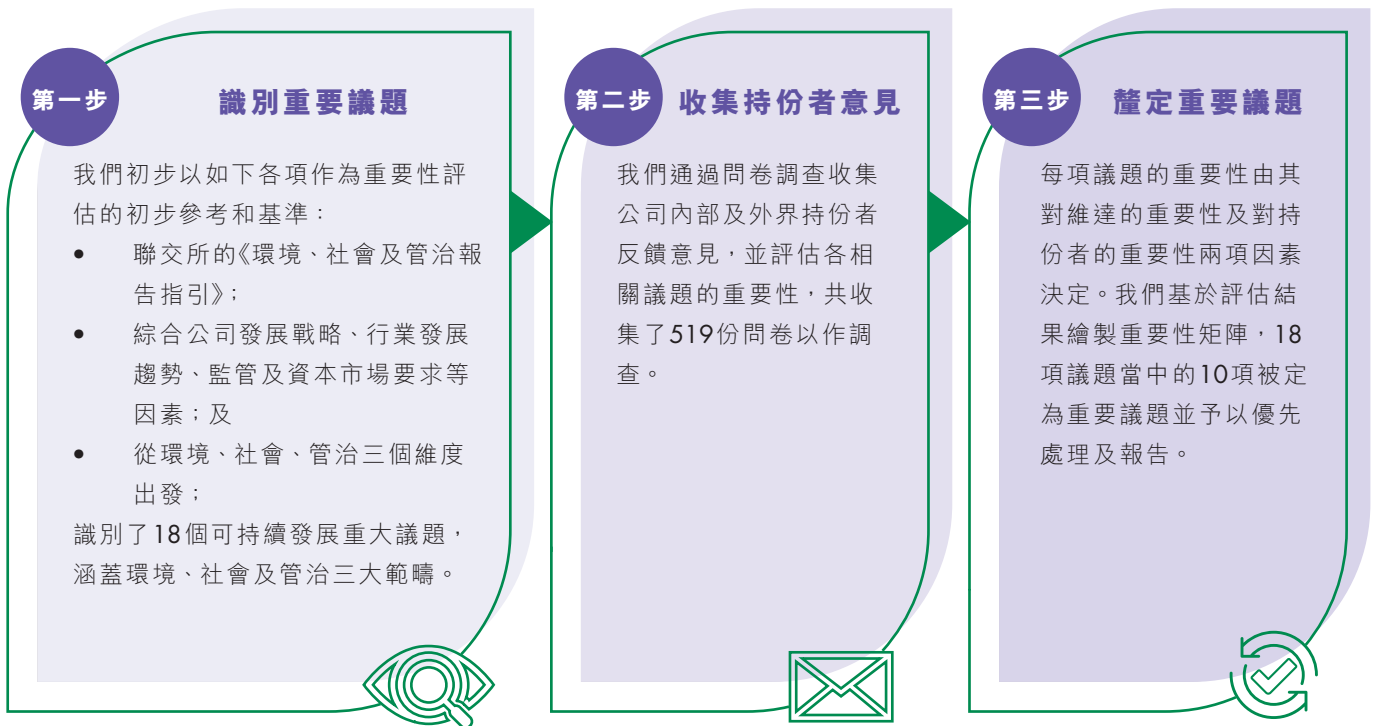 第一步
識別重要議題
我們初步以如下各項作為重要性評
估的初步參考和基準：
• 聯交所的《環境、社會及管治報
告指引》；
• 綜合公司發展戰略、行業發展
趨勢、監管及資本市場要求等
因素；及
• 從環境、社會、管治三個維度
出發；
識別了18個可持續發展重大議題，
涵蓋環境、社會及管治三大範疇。
第二步
收集持份者意見
我們通過問卷調查收集
公司內部及外界持份者
反饋意見，並評估各相
關議題的重要性，共收
集了519份問卷以作調
查。
第三步
釐定重要議題
每項議題的重要性由其
對維達的重要性及對持
份者的重要性兩項因素
決定。我們基於評估結
果繪製重要性矩陣，18
項議題當中的10項被定
為重要議題並予以優先
處理及報告。